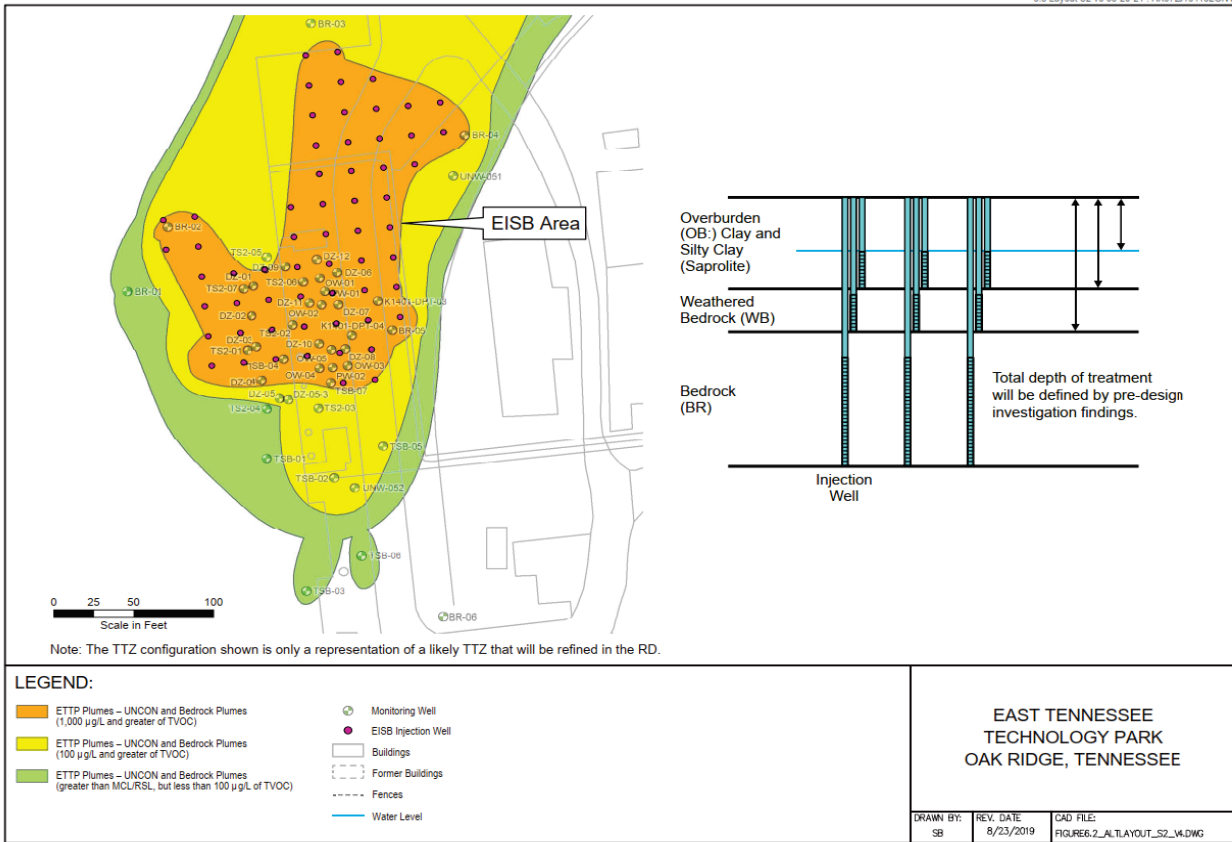 BR-03
BR-04
UNW-051
EISB Area
BR-02
TS2-05
DZ-12
DZ-09
DZ-06
DZ-01
TS2-06
OW-01
BR-01
TS2-07
PW-01
DZ-11
K1401-DPT-03
DZ-02
OW-02
DZ-07
TS2-02
K1401-DPT-04
BR-05
DZ-03
DZ-10
TS2-01
DZ-08
TSB-04
OW-05
OW-03
DZ-04
OW-04
PW-02
TSB-07
DZ-05
DZ-05-3
TS2-04
TS2-03
TSB-05
TSB-01
TSB-02
UNW-052
TSB-06
TSB-03
BR-06
0 25 50 100
Scale in Feet
Note: The TTZ configuration shown is only a representation of a likely TTZ that will be refined in the RD.
Overburden
(OB:) Clay and
Silty Clay
(Saprolite)
Weathered
Bedrock (WB)
Bedrock
(BR)
Total depth of treatment
will be defined by pre-design
investigation findings.
Injection
Well
LEGEND:
ETTP Plumes – UNCON and Bedrock Plumes
(1,000 µg/L and greater of TVOC)
ETTP Plumes – UNCON and Bedrock Plumes
(100 µg/L and greater of TVOC)
ETTP Plumes – UNCON and Bedrock Plumes
(greater than MCL/RSL, but less than 100 µg/L of TVOC)
Monitoring Well
EISB Injection Well
Buildings
Former Buildings
Fences
Water Level
EAST TENNESSEE
TECHNOLOGY PARK
OAK RIDGE, TENNESSEE
DRAWN BY: REV. DATE CAD FILE:
SB 8/23/2019 FIGURE6.2_ALTLAYOUT_S2_V4.DWG